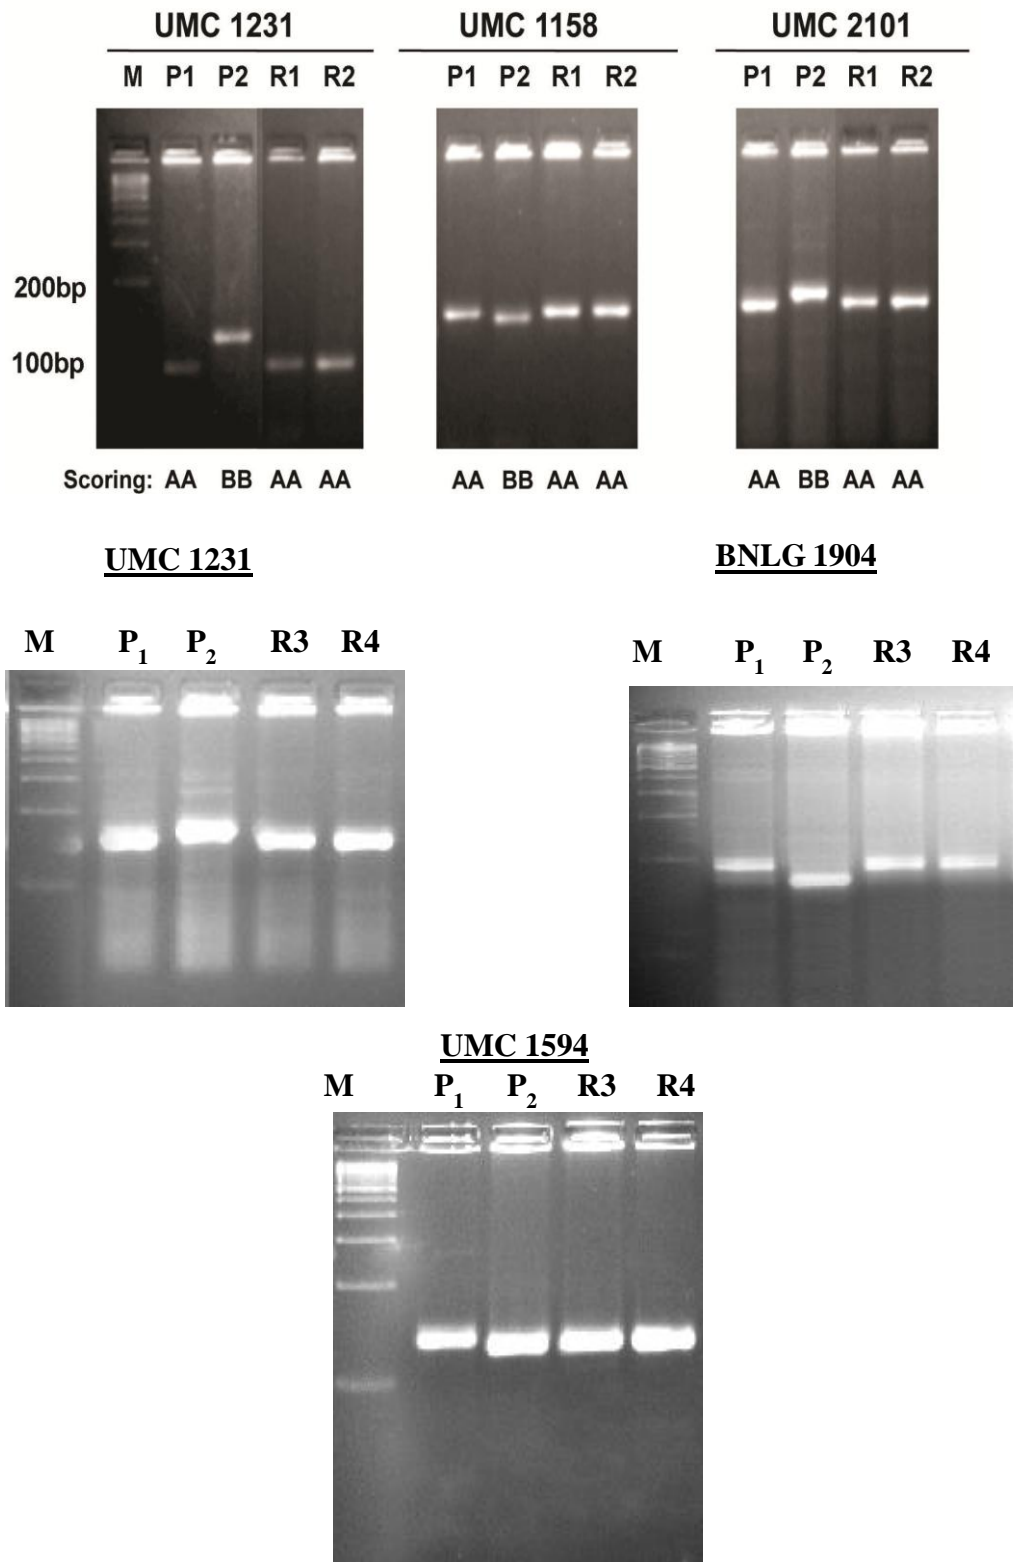 UMC 1231 UMC 1158 UMC 2101
M P1 P2 R1 R2 P1 P2 R1 R2 P1 P2 R1 R2
200bp
100bp
Scoring: AA BB AA AA AA BB AA AA AA BB AA AA
UMC 1231 BNLG 1904
M P1 P2 R3 R4 M P1 P2 R3 R4
UMC 1594
M P1 P2 R3 R4